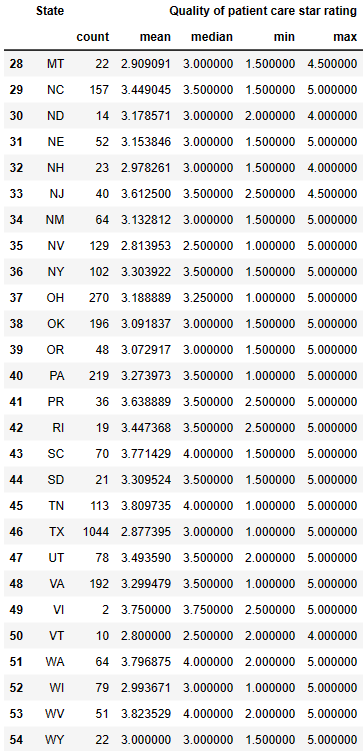 State Quality of patient care star rating
count mean median min max
28 MT 22 2.909091 3.000000 1.500000 4.500000
29 NC 157 3.449045 3.500000 1.500000 5.000000
30 ND 14 3.178571 3.000000 2.000000 4.000000
31 NE 52 3.153846 3.000000 1.500000 5.000000
32 NH 23 2.978261 3.000000 1.500000 4.000000
33 NJ 40 3.612500 3.500000 2.500000 4.500000
34 NM 64 3.132812 3.000000 1.500000 5.000000
35 NV 129 2.813953 2.500000 1.000000 5.000000
36 NY 102 3.303922 3.500000 1.500000 5.000000
37 OH 270 3.188889 3.250000 1.000000 5.000000
38 OK 196 3.091837 3.000000 1.500000 5.000000
39 OR 48 3.072917 3.000000 1.500000 5.000000
40 PA 219 3.273973 3.500000 1.000000 5.000000
41 PR 36 3.638889 3.500000 2.500000 5.000000
42 RI 19 3.447368 3.500000 2.500000 5.000000
43 SC 70 3.771429 4.000000 1.500000 5.000000
44 SD 21 3.309524 3.500000 1.500000 5.000000
45 TN 113 3.809735 4.000000 1.000000 5.000000
46 TX 1044 2.877395 3.000000 1.000000 5.000000
47 UT 78 3.493590 3.500000 2.000000 5.000000
48 VA 192 3.299479 3.500000 1.000000 5.000000
49 VI 2 3.750000 3.750000 2.500000 5.000000
50 VT 10 2.800000 2.500000 2.000000 4.000000
51 WA 64 3.796875 4.000000 2.000000 5.000000
52 WI 79 2.993671 3.000000 1.000000 5.000000
53 WV 51 3.823529 4.000000 2.000000 5.000000
54 WY 22 3.000000 3.000000 1.500000 5.000000